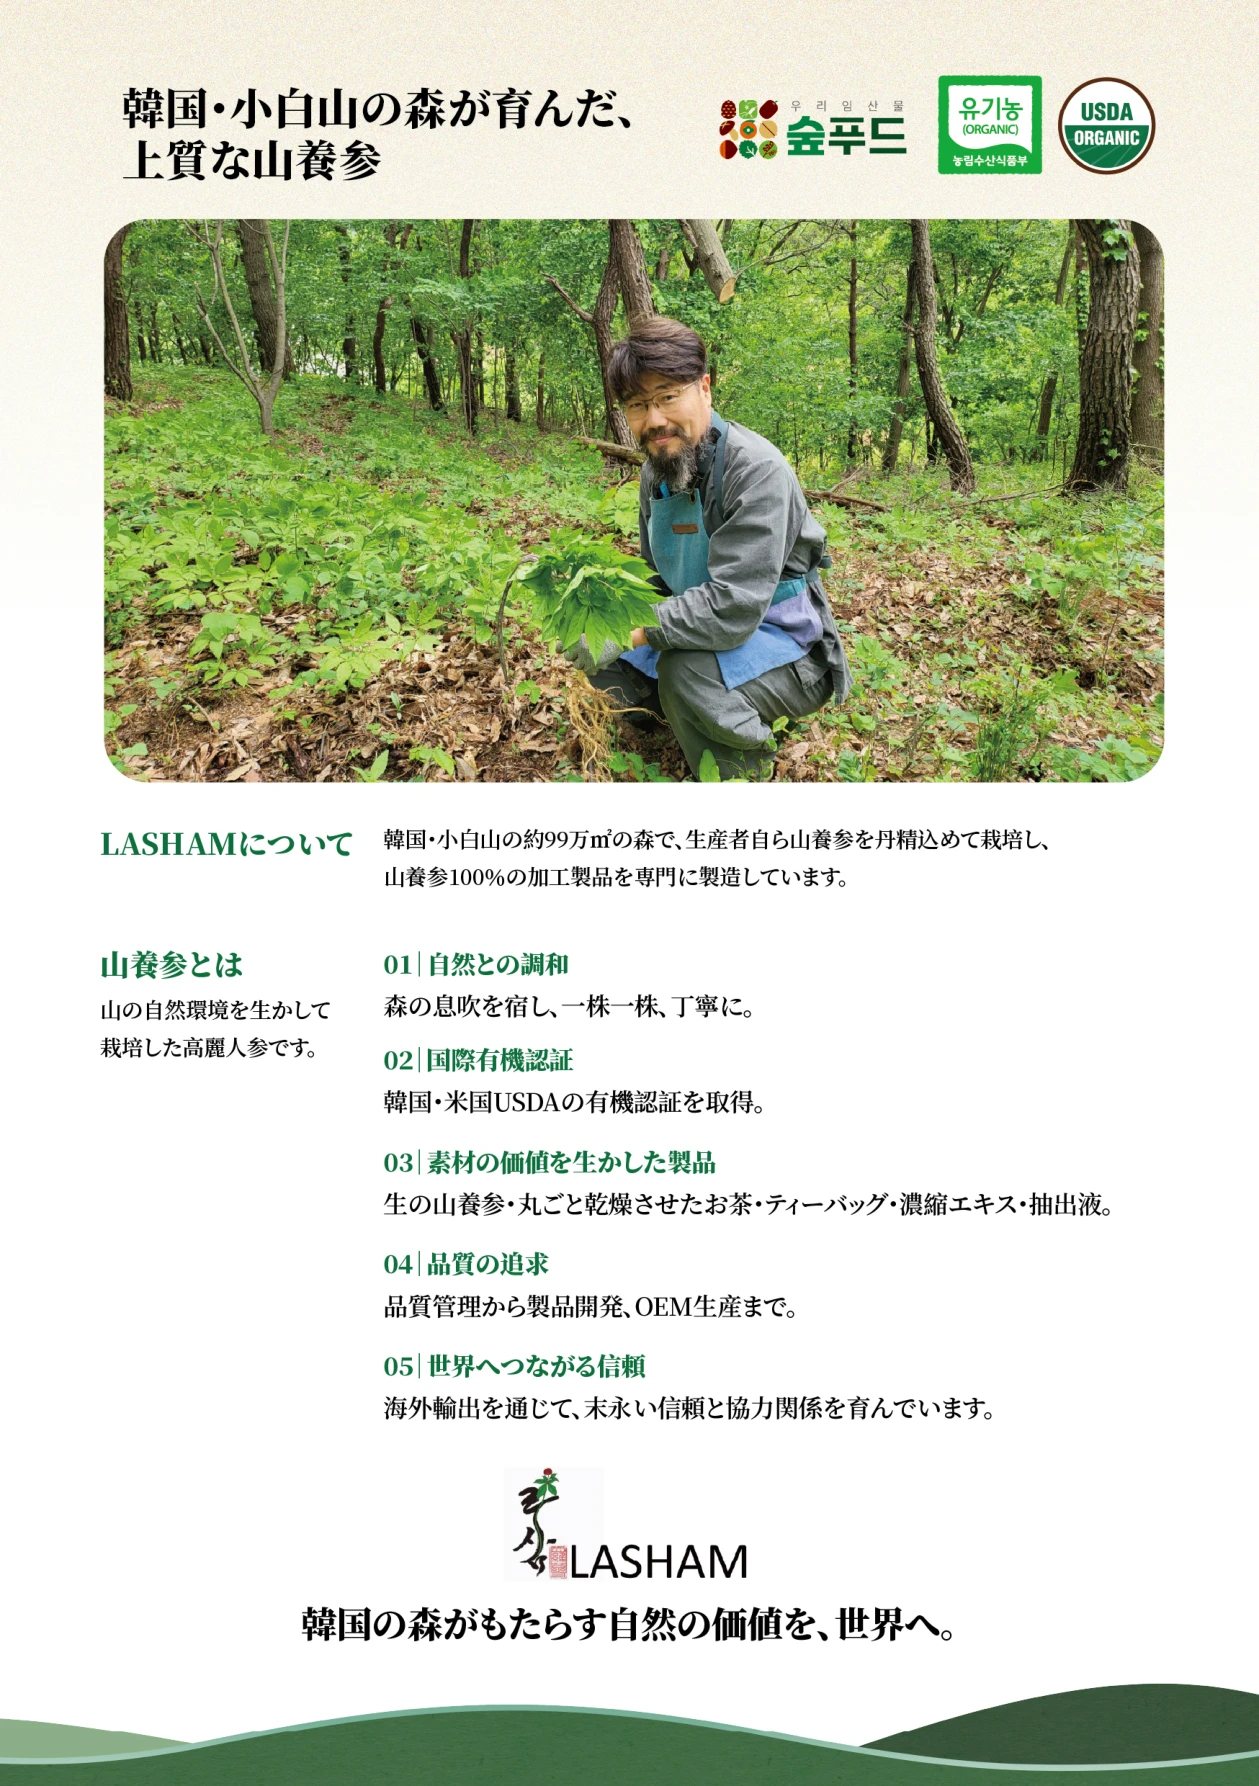 韓国・小白山の森が育んだ、
上質な山養参
우리임산물
숲푸드
유기농
(ORGANIC)
농림수산식품부
USDA
ORGANIC
LASHAMについて
韓国・小白山の約99万㎡の森で、生産者自ら山養参を丹精込めて栽培し、
山養参100%の加工製品を専門に製造しています。
山養参とは
山の自然環境を生かして
栽培した高麗人参です。
01|自然との調和
森の息吹を宿し、一株一株、丁寧に。
02|国際有機認証
韓国・米国USDAの有機認証を取得。
03|素材の価値を生かした製品
生の山養参・丸ごと乾燥させたお茶・ティーバッグ・濃縮エキス・抽出液。
04|品質の追求
品質管理から製品開発、OEM生産まで。
05|世界へつながる信頼
海外輸出を通じて、末永い信頼と協力関係を育んでいます。
라
삼
LASHAM
韓国の森がもたらす自然の価値を、世界へ。